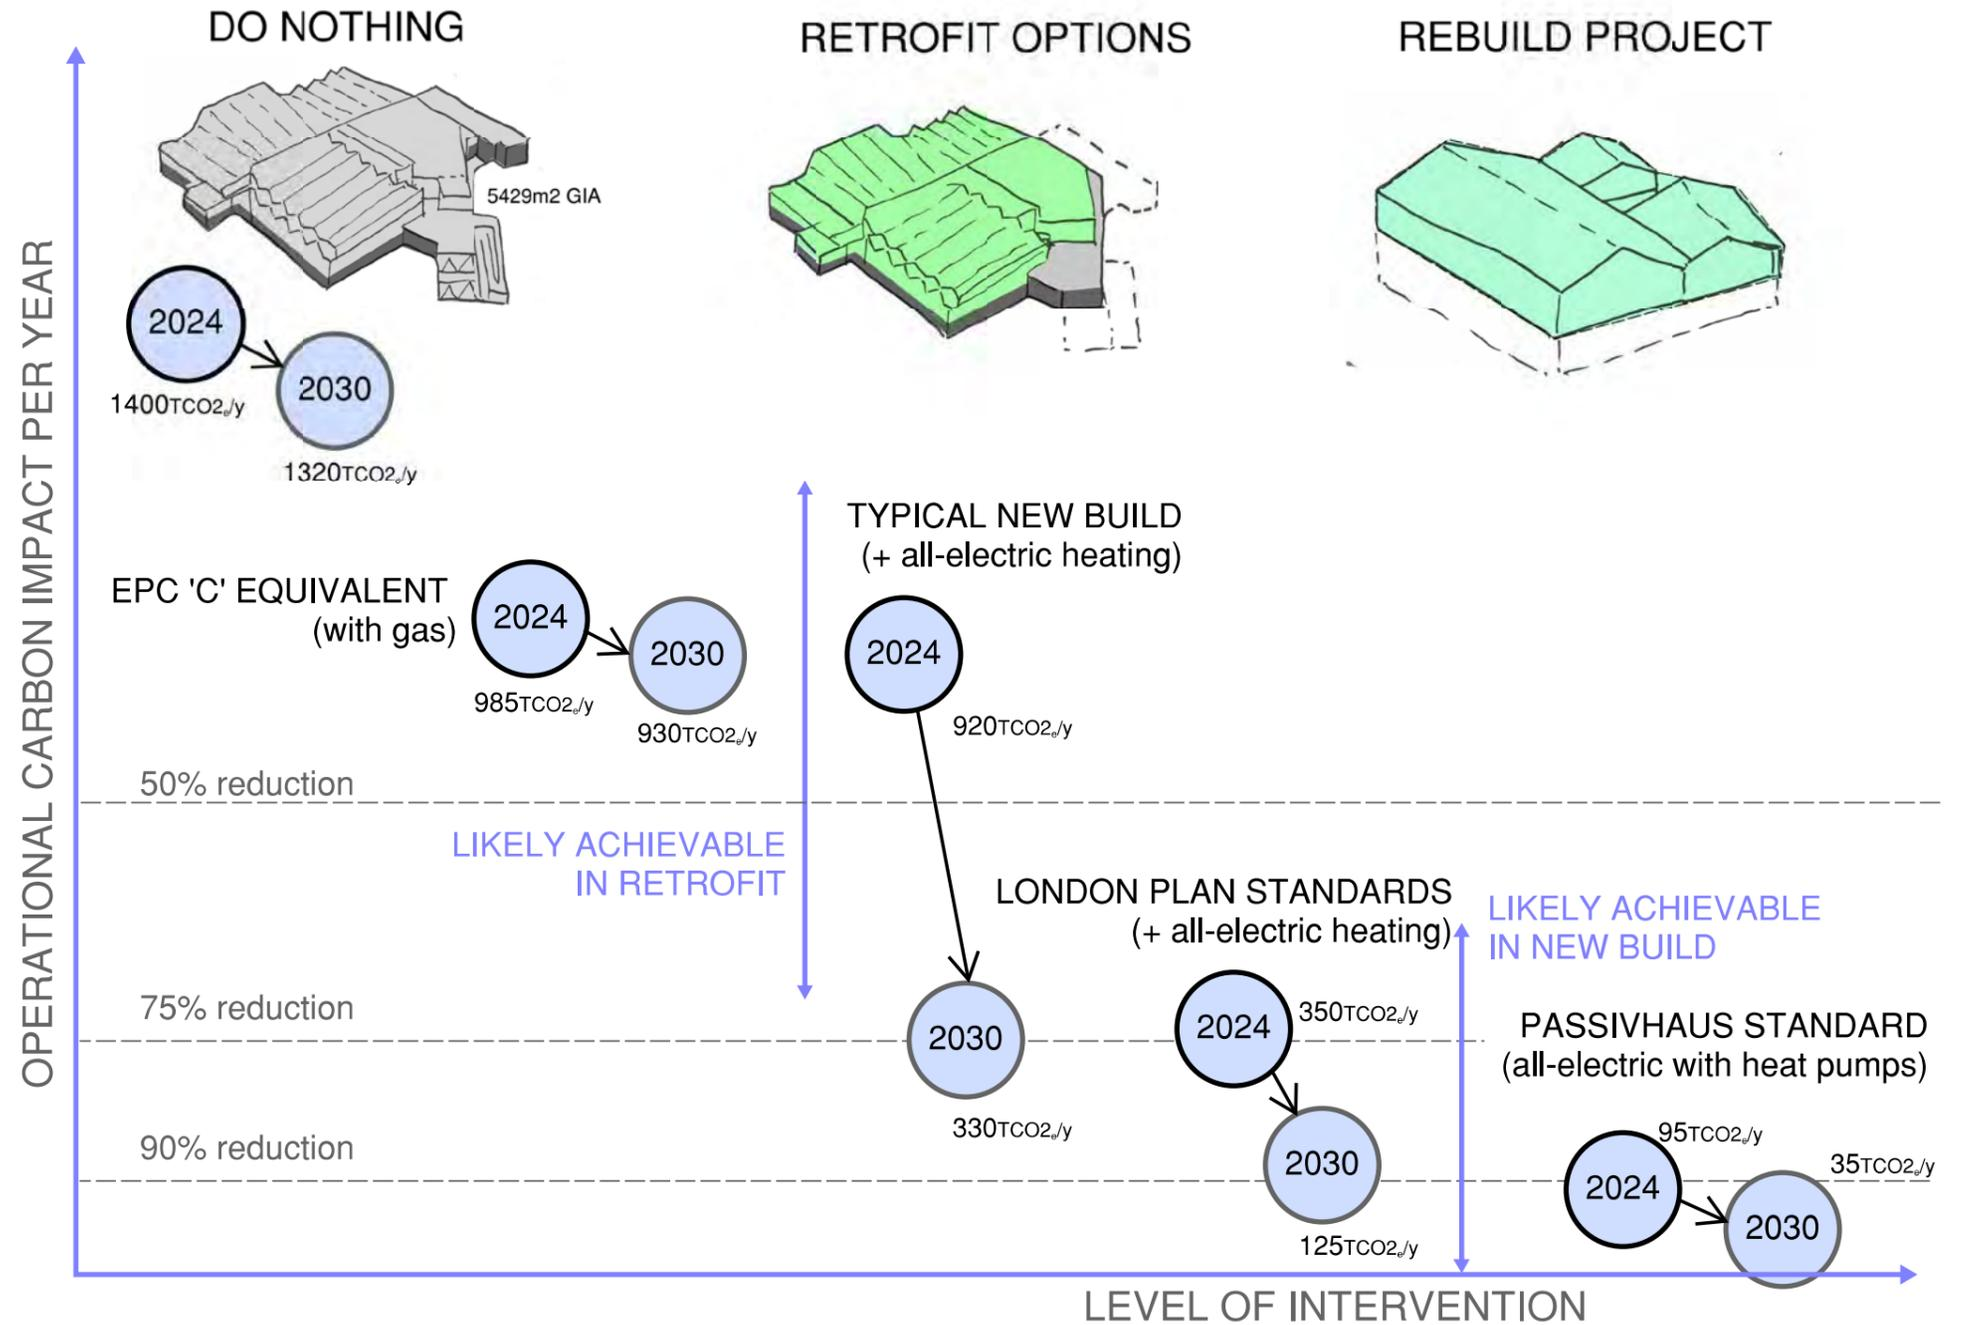 DO NOTHING
RETROFIT OPTIONS
REBUILD PROJECT
5429m2 GIA
OPERATIONAL CARBON IMPACT PER YEAR
2024
1400TCO2e/y
2030
1320TCO2e/y
EPC 'C' EQUIVALENT
(with gas)
2024
985TCO2e/y
2030
930TCO2e/y
TYPICAL NEW BUILD
(+ all-electric heating)
2024
920TCO2e/y
50% reduction
LIKELY ACHIEVABLE
IN RETROFIT
2030
330TCO2e/y
LONDON PLAN STANDARDS
(+ all-electric heating)
2024
350TCO2e/y
2030
125TCO2e/y
LIKELY ACHIEVABLE
IN NEW BUILD
75% reduction
PASSIVHAUS STANDARD
(all-electric with heat pumps)
2024
95TCO2e/y
2030
35TCO2e/y
90% reduction
LEVEL OF INTERVENTION